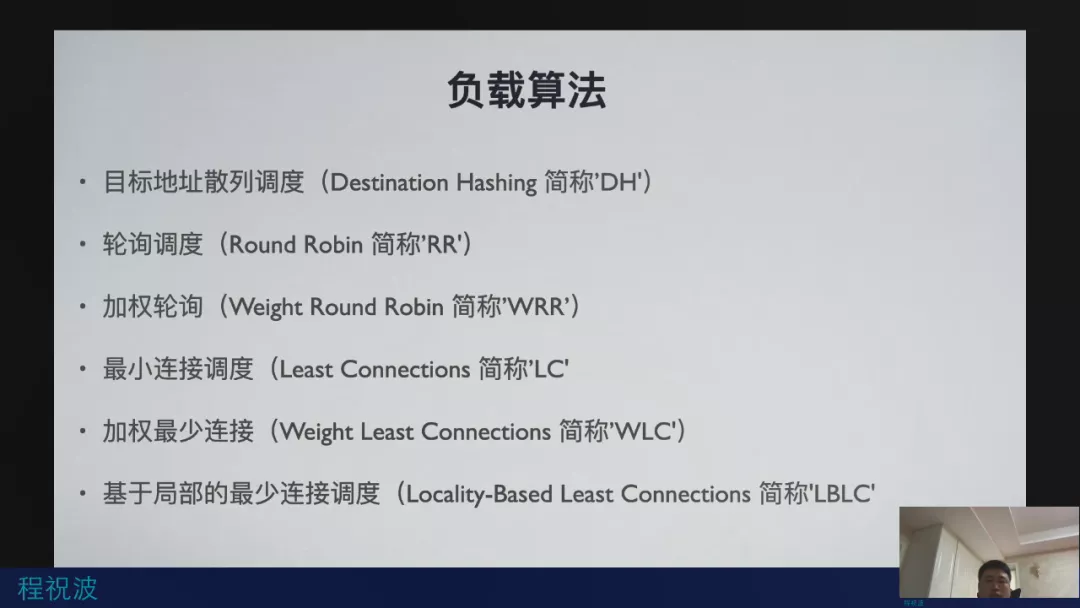 负载算法
• 目标地址散列调度（Destination Hashing 简称’DH'）
• 轮询调度（Round Robin 简称’RR'）
• 加权轮询（Weight Round Robin 简称’WRR’）
• 最小连接调度（Least Connections 简称’LC'
• 加权最少连接（Weight Least Connections 简称’WLC'）
• 基于局部的最少连接调度（Locality-Based Least Connections 简称'LBLC'
程祝波
程祝波